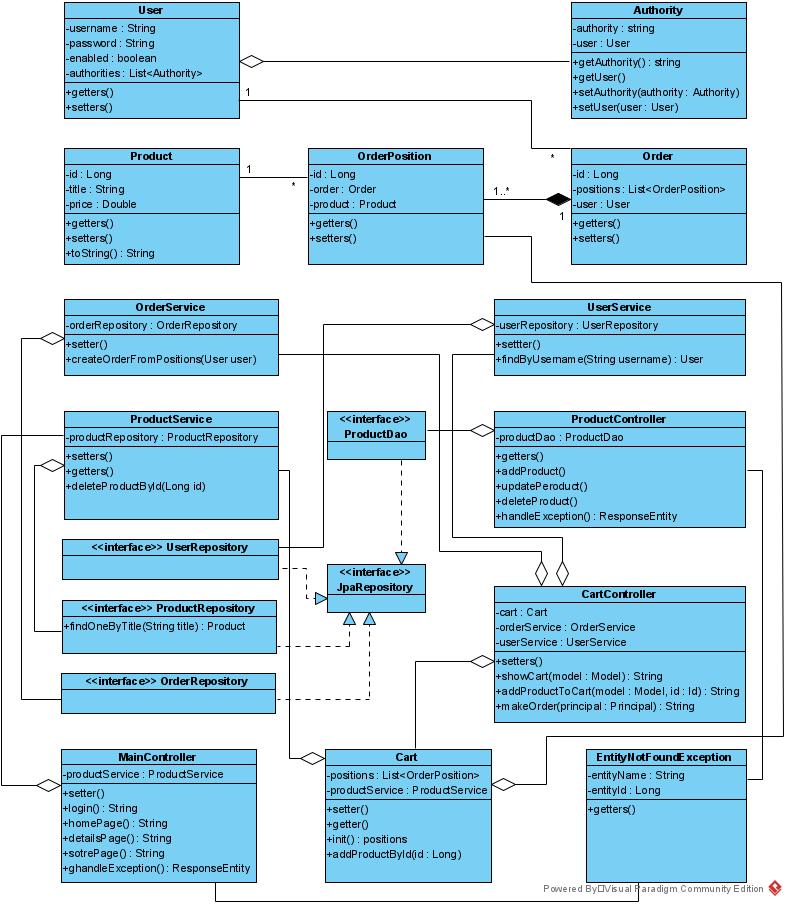 User
-username : String
-password : String
-enabled : boolean
-authorities : List<Authority>
+getters()
+setters()
Authority
-authority : string
-user : User
+getAuthority() : string
+getUser()
+setAuthority(authority : Authority)
+setUser(user : User)
1
*
Product
-id : Long
-title : String
-price : Double
+getters()
+setters()
+toString() : String
1
*
OrderPosition
-id : Long
-order : Order
-product : Product
+getters()
+setters()
1..*
1
Order
-id : Long
-positions : List<OrderPosition>
-user : User
+getters()
+setters()
OrderService
-orderRepository : OrderRepository
+setter()
+createOrderFromPositions(User user)
UserService
-userRepository : UserRepository
+settter()
+findByUsername(String username) : User
ProductService
-productRepository : ProductRepository
+setters()
+getters()
+deleteProductById(Long id)
<<interface>>
ProductDao
ProductController
-productDao : ProductDao
+getters()
+addProduct()
+updatePeroduct()
+deleteProduct()
+handleException() : ResponseEntity
<<interface>> UserRepository
<<interface>>
JpaRepository
<<interface>> ProductRepository
+findOneByTitle(String title) : Product
<<interface>> OrderRepository
CartController
-cart : Cart
-orderService : OrderService
-userService : UserService
+setters()
+showCart(model : Model) : String
+addProductToCart(model : Model, id : Id) : String
+makeOrder(principal : Principal) : String
MainController
-productService : ProductService
+setter()
+login() : String
+homePage() : String
+detailsPage() : String
+sotrePage() : String
+ghandleException() : ResponseEntity
Cart
-positions : List<OrderPosition>
-productService : ProductService
+setter()
+getter()
+init() : positions
+addProductById(id : Long)
EntityNotFoundException
-entityName : String
-entityId : Long
+getters()
Powered By Visual Paradigm Community Edition